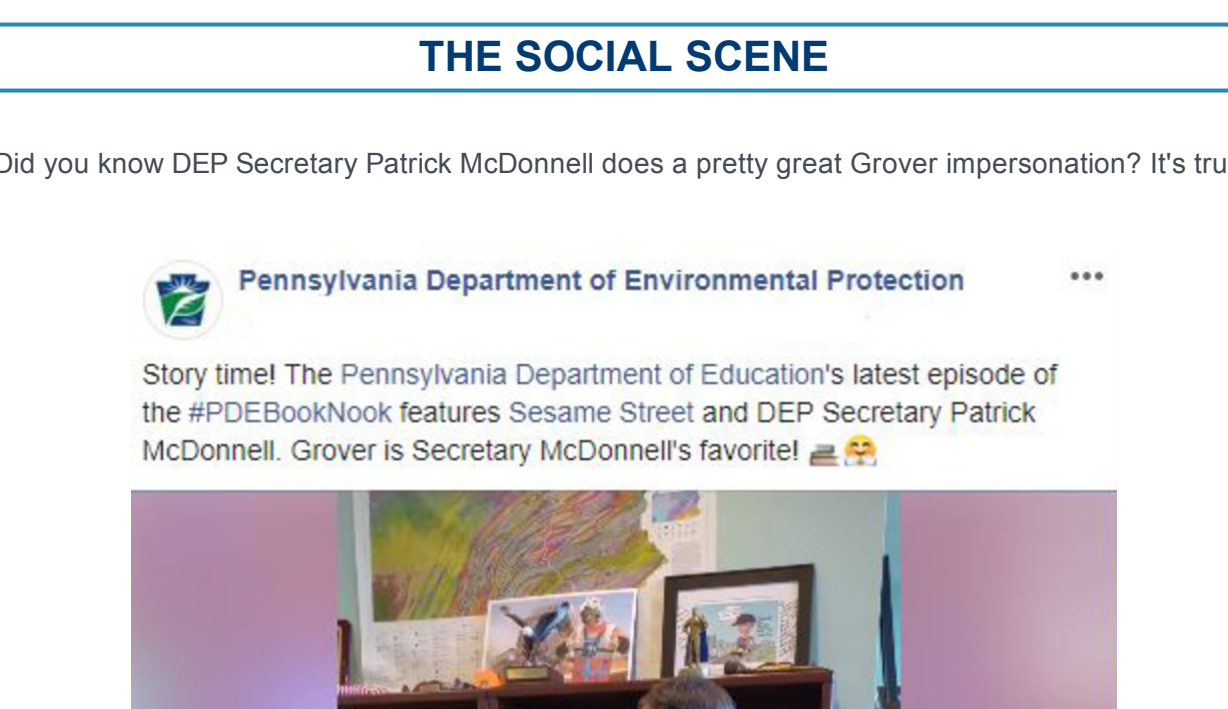 THE SOCIAL SCENE
Did you know DEP Secretary Patrick McDonnell does a pretty great Grover impersonation? It's tru
Pennsylvania Department of Environmental Protection
Story time! The Pennsylvania Department of Education's latest episode of
the #PDEBookNook features Sesame Street and DEP Secretary Patrick
McDonnell. Grover is Secretary McDonnell's favorite! 📚🤗